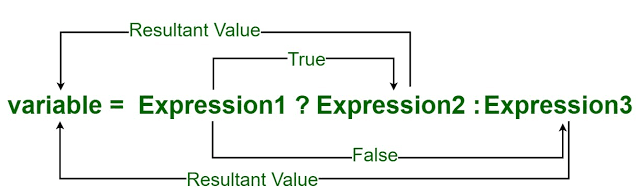 Resultant Value
True
variable = Expression1 ? Expression2 : Expression3
False
Resultant Value